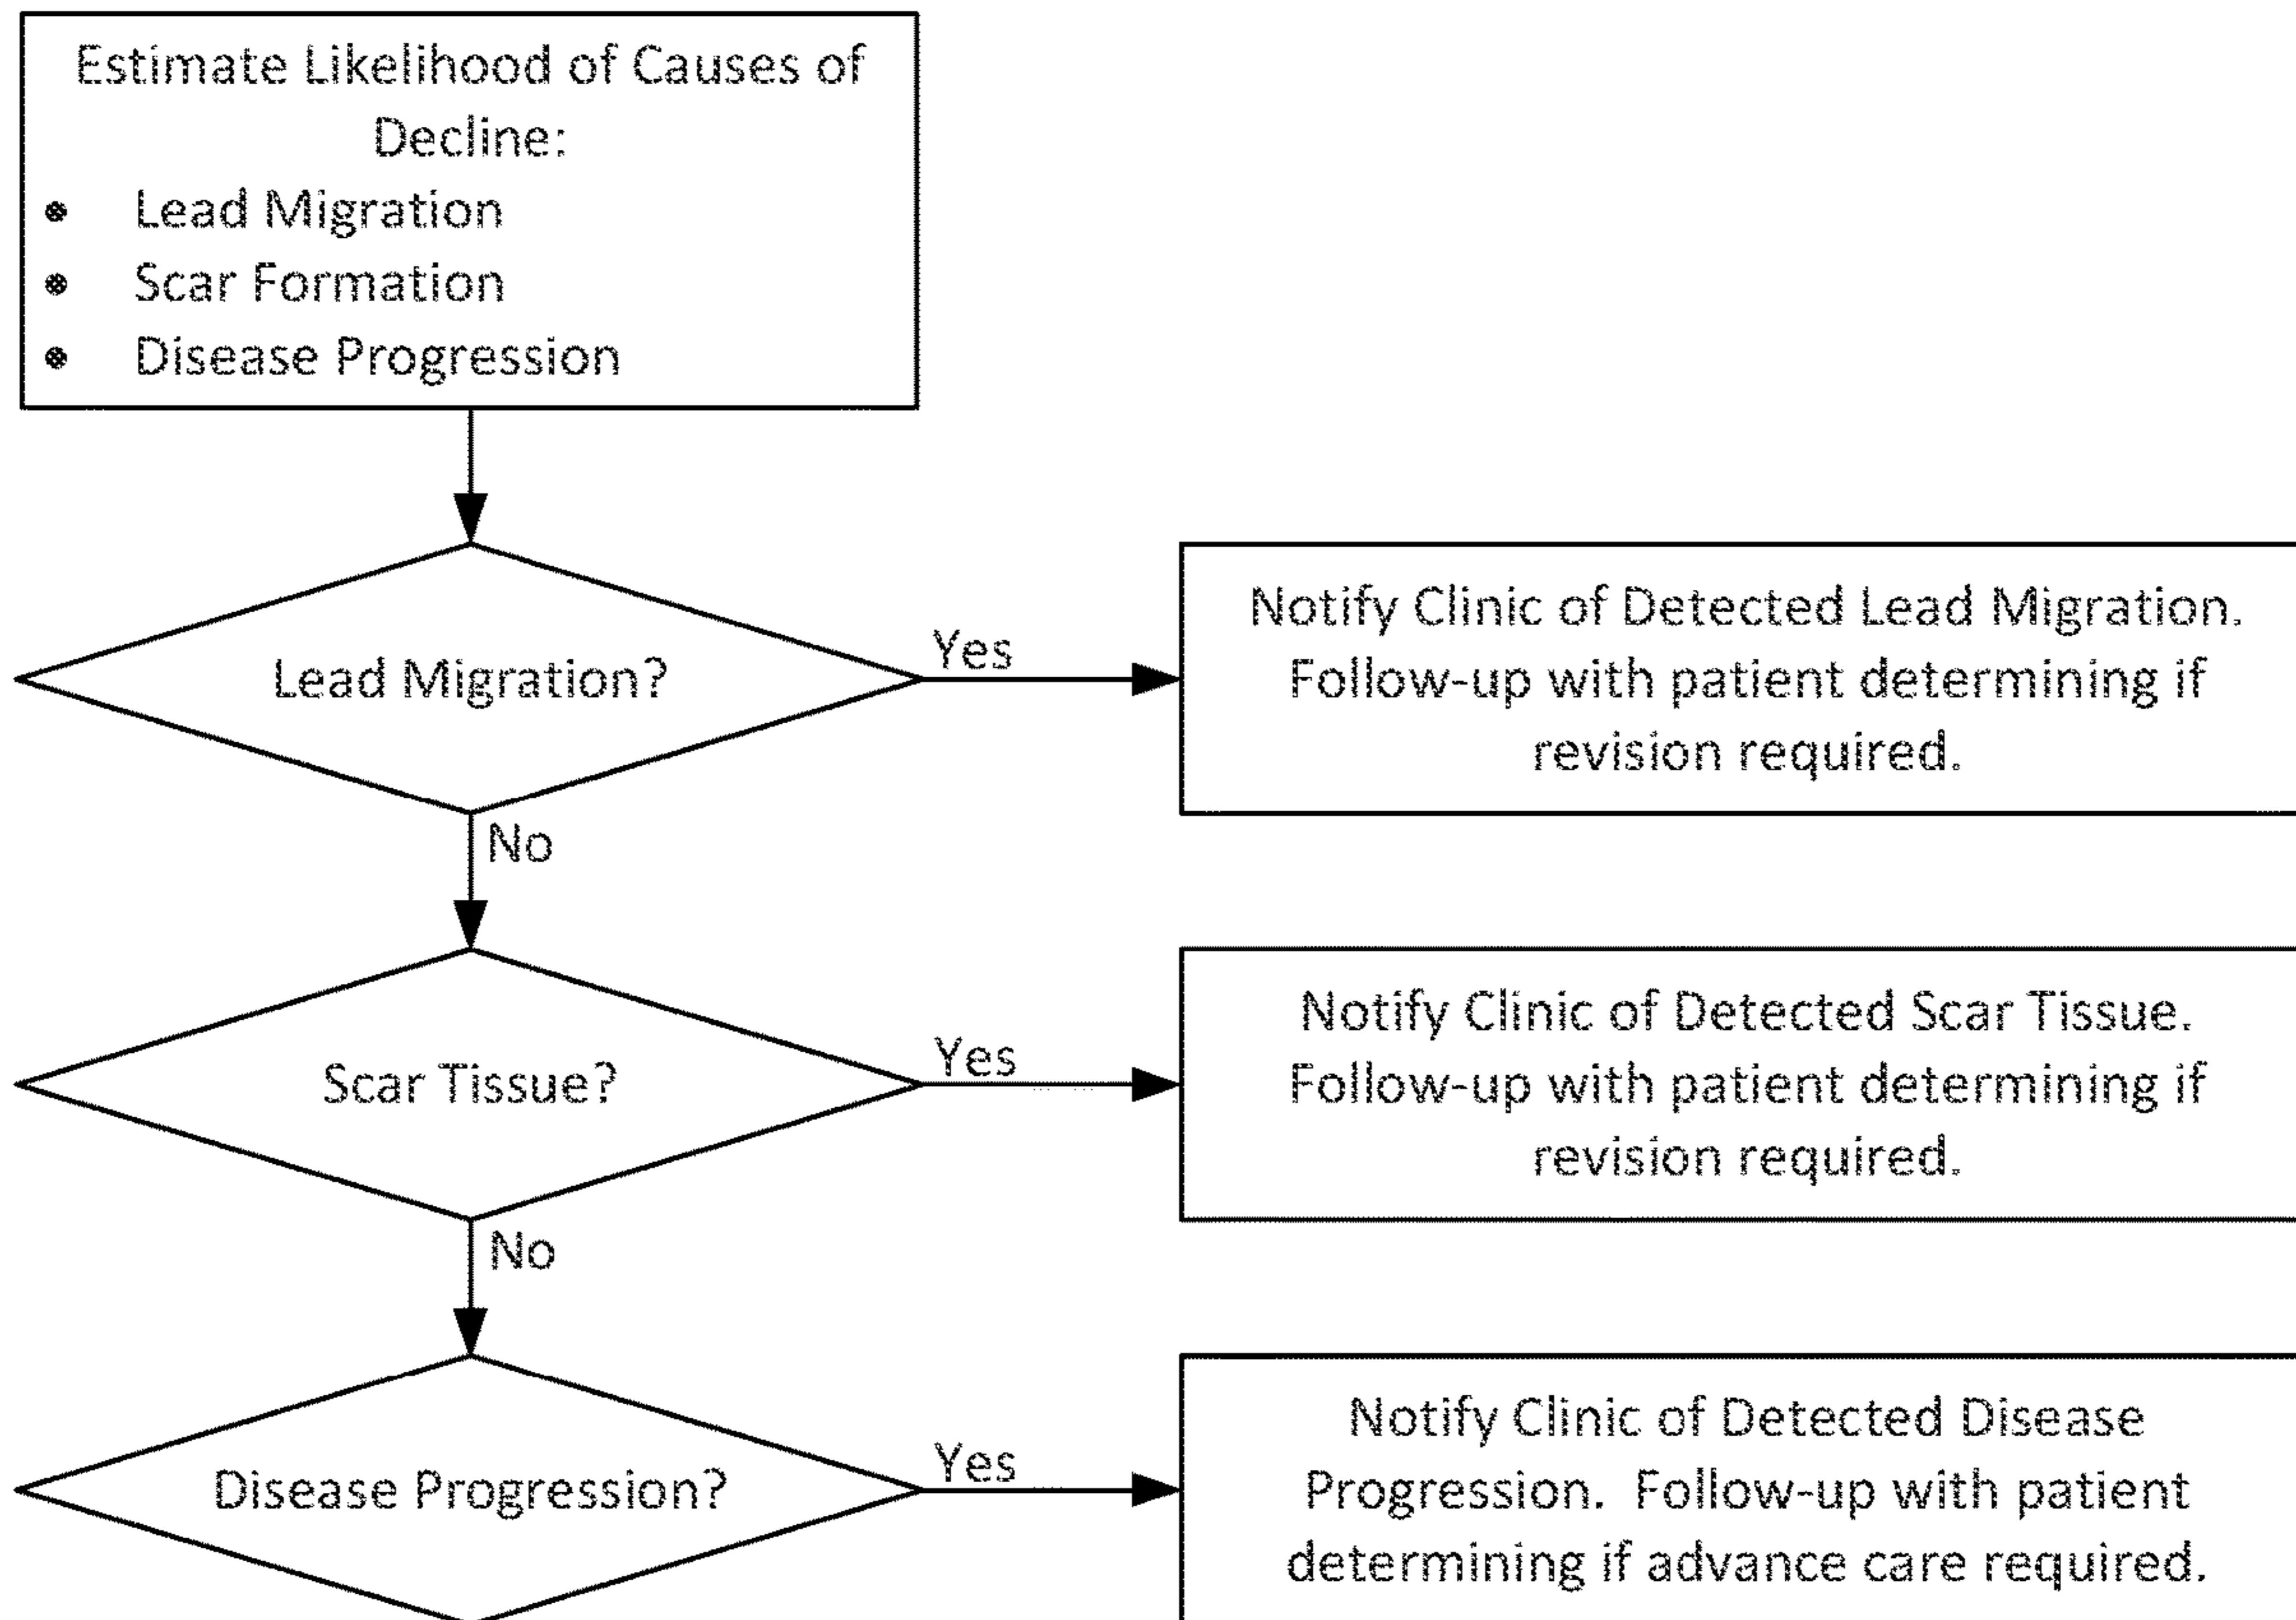 Estimate Likelihood of Causes of
Decline:
• Lead Migration
• Scar Formation
• Disease Progression
Lead Migration?
Yes
Notify Clinic of Detected Lead Migration.
Follow-up with patient determining if
revision required.
No
Scar Tissue?
Yes
Notify Clinic of Detected Scar Tissue.
Follow-up with patient determining if
revision required.
No
Disease Progression?
Yes
Notify Clinic of Detected Disease
Progression.  Follow-up with patient
determining if advance care required.